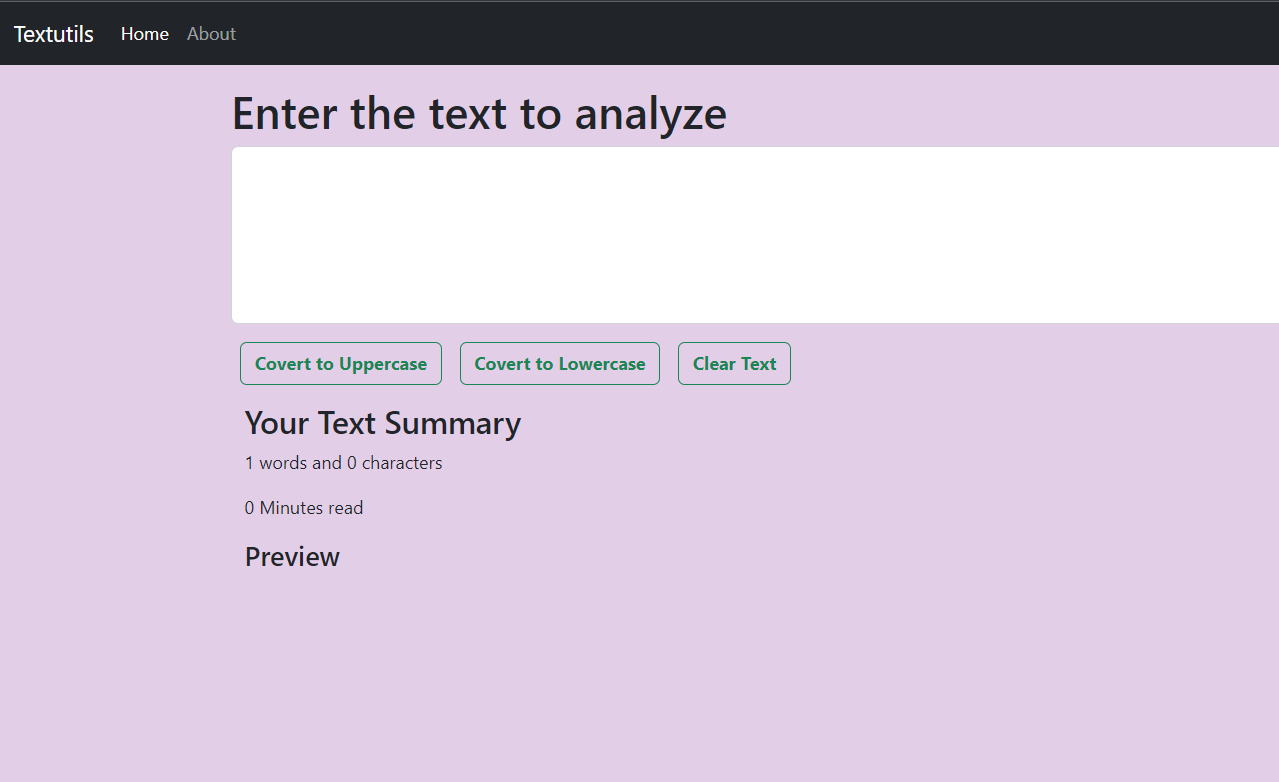 Textutils Home About
Enter the text to analyze
Covert to Uppercase Covert to Lowercase Clear Text
Your Text Summary
1 words and 0 characters
0 Minutes read
Preview